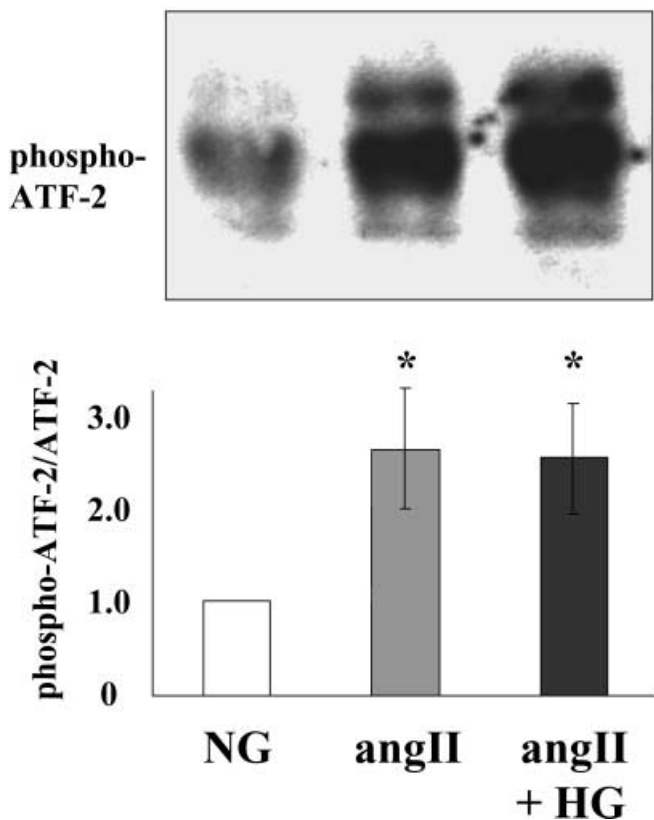 phospho-
ATF-2
phospho-ATF-2/ATF-2
3.0
2.0
1.0
0
*
*
NG
angII
angII
+ HG